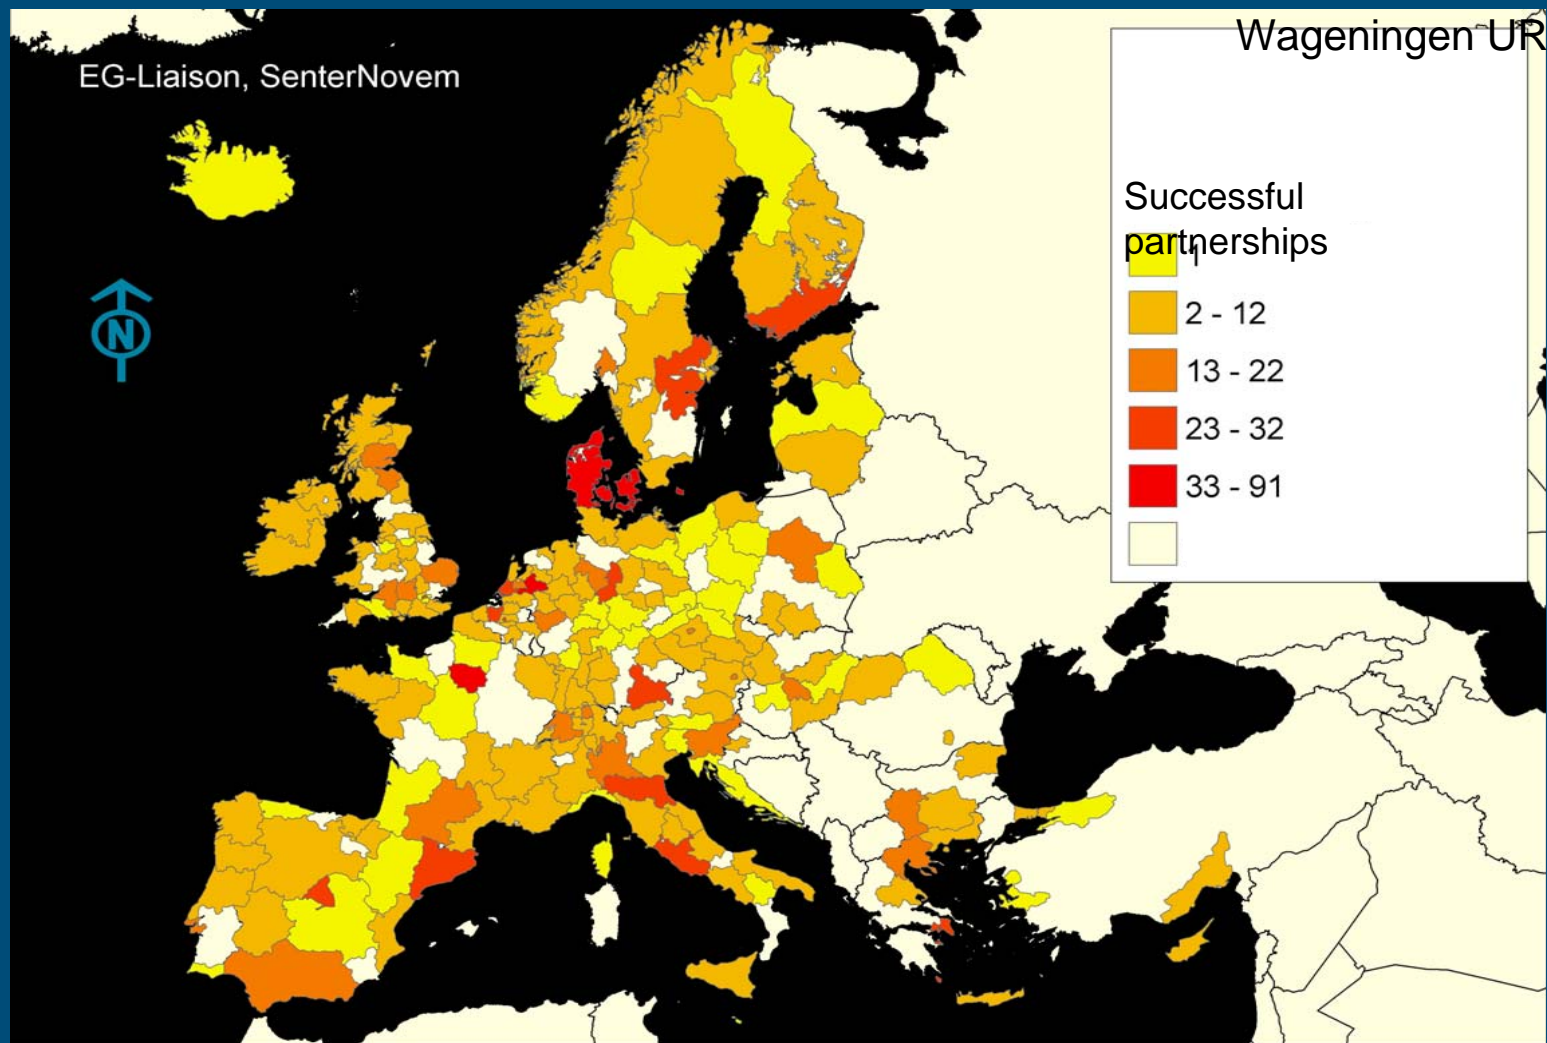 Wageningen UR
EG-Liaison, SenterNovem
Successful
partnerships
1
2 - 12
13 - 22
23 - 32
33 - 91
N